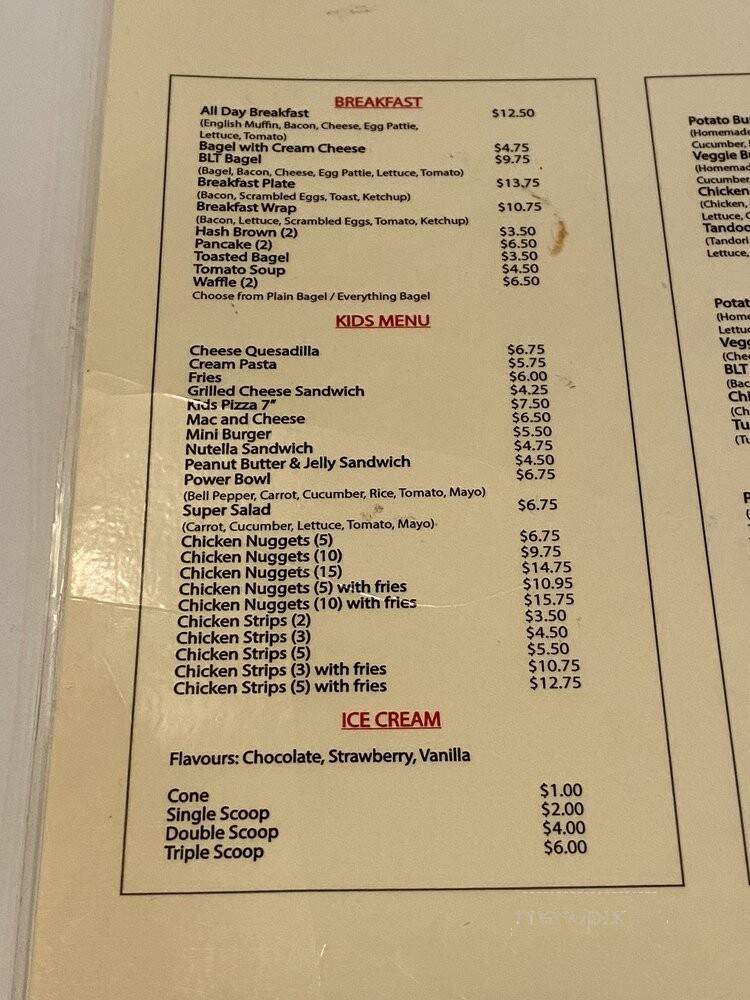 BREAKFAST
All Day Breakfast $12.50
(English Muffin, Bacon, Cheese, Egg Pattie,
Lettuce, Tomato)
Bagel with Cream Cheese $4.75
BLT Bagel $9.75
(Bagel, Bacon, Cheese, Egg Pattie, Lettuce, Tomato)
Breakfast Plate $13.75
(Bacon, Scrambled Eggs, Toast, Ketchup)
Breakfast Wrap $10.75
(Bacon, Lettuce, Scrambled Eggs, Tomato, Ketchup)
Hash Brown (2) $3.50
Pancake (2) $6.50
Toasted Bagel $3.50
Tomato Soup $4.50
Waffle (2) $6.50
Choose from Plain Bagel / Everything Bagel
KIDS MENU
Cheese Quesadilla $6.75
Cream Pasta $5.75
Fries $6.00
Grilled Cheese Sandwich $4.25
Kids Pizza 7" $7.50
Mac and Cheese $6.50
Mini Burger $5.50
Nutella Sandwich $4.75
Peanut Butter & Jelly Sandwich $4.50
Power Bowl $6.75
(Bell Pepper, Carrot, Cucumber, Rice, Tomato, Mayo)
Super Salad $6.75
(Carrot, Cucumber, Lettuce, Tomato, Mayo)
Chicken Nuggets (5) $6.75
Chicken Nuggets (10) $9.75
Chicken Nuggets (15) $14.75
Chicken Nuggets (5) with fries $10.95
Chicken Nuggets (10) with fries $15.75
Chicken Strips (2) $3.50
Chicken Strips (3) $4.50
Chicken Strips (5) $5.50
Chicken Strips (3) with fries $10.75
Chicken Strips (5) with fries $12.75
ICE CREAM
Flavours: Chocolate, Strawberry, Vanilla
Cone $1.00
Single Scoop $2.00
Double Scoop $4.00
Triple Scoop $6.00
Potato
(Homemade
Cucumber,
Veggie
Cucumber
Chicken
(Chicken,
Lettuce,
(Tandori
Lettuce,
BLT
menupix